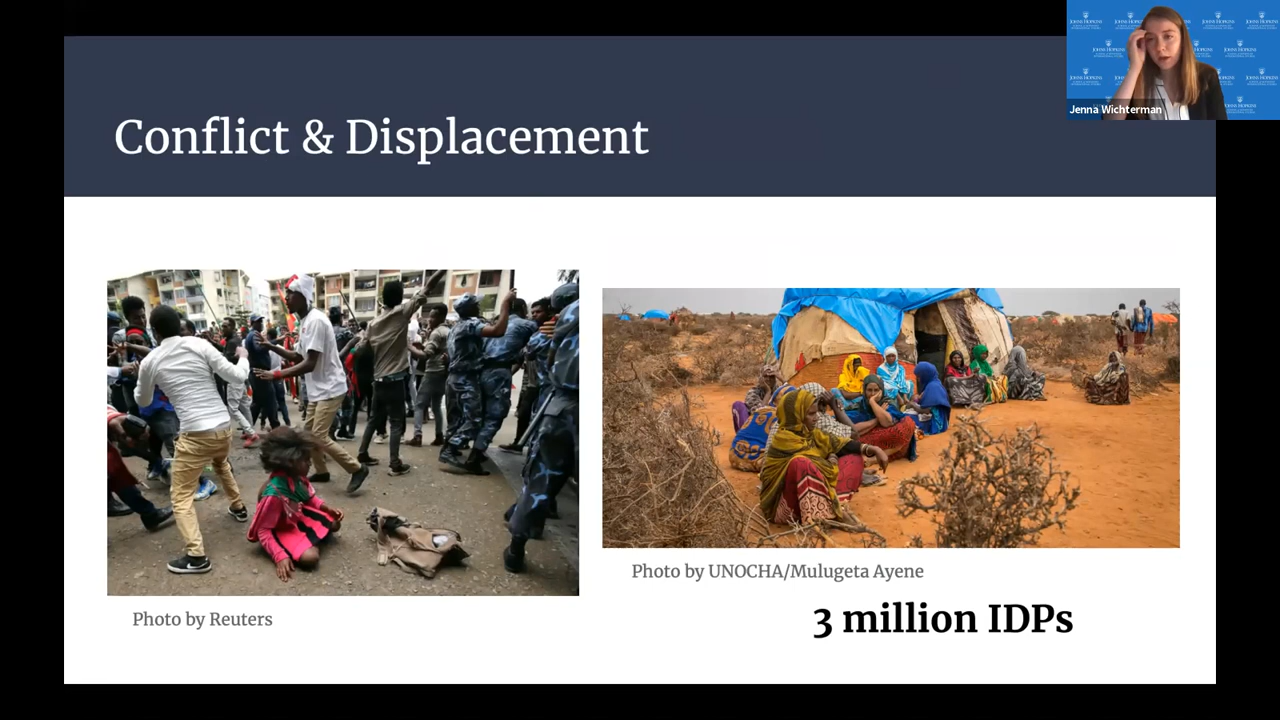 Conflict & Displacement
Jenna Wichterman
Photo by UNOCHA/Mulugeta Ayene
Photo by Reuters
3 million IDPs